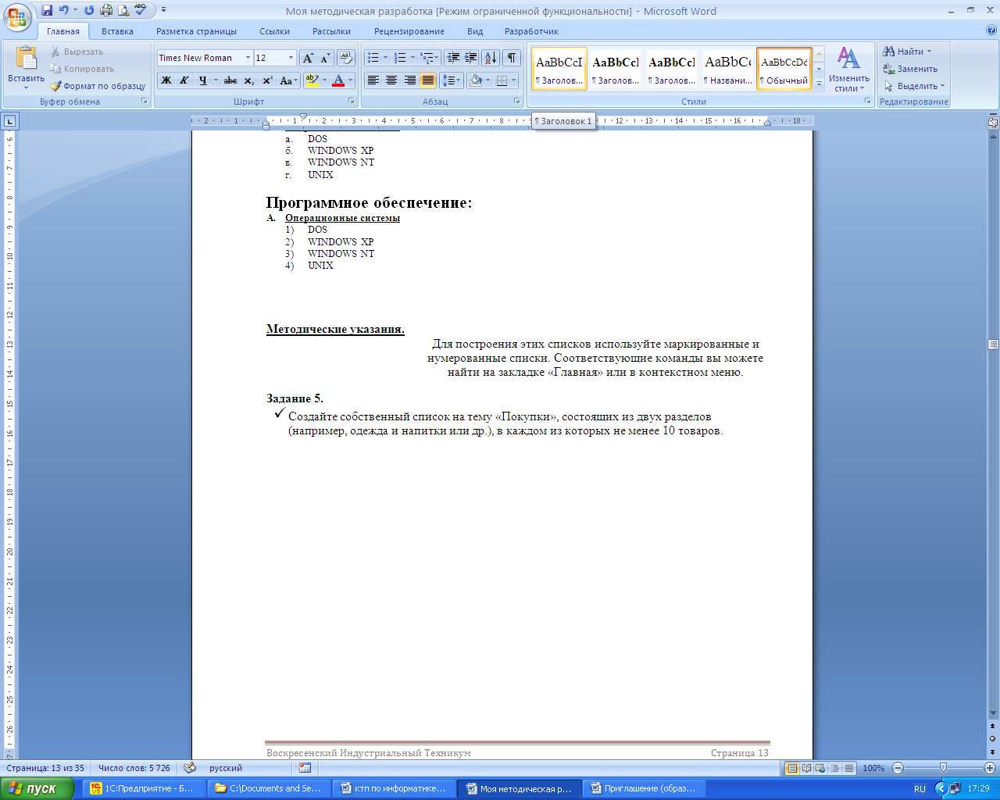 Моя методическая разработка [Режим ограниченной функциональности] - Microsoft Word
Главная Вставка Разметка страницы Ссылки Рассылки Рецензирование Вид Разработчик
Вставить
Вырезать
Копировать
Формат по образцу
Буфер обмена
Times New Roman 12
Ж К Ч abc x₂ x² Aa
Шрифт
Абзац
AaBbCcI AaBbCcI AaBbCcI AaBbCc AaBbCcDd
¶ Заголов... ¶ Заголов... ¶ Заголов... ¶ Названи... ¶ Обычный
Изменить стили
Стили
Найти
Заменить
Выделить
Редактирование
¶ Заголовок 1
а. DOS
б. WINDOWS XP
в. WINDOWS NT
г. UNIX
Программное обеспечение:
А. Операционные системы
1) DOS
2) WINDOWS XP
3) WINDOWS NT
4) UNIX
Методические указания.
Для построения этих списков используйте маркированные и
нумерованные списки. Соответствующие команды вы можете
найти на закладке «Главная» или в контекстном меню.
Задание 5.
✓ Создайте собственный список на тему «Покупки», состоящих из двух разделов
(например, одежда и напитки или др.), в каждом из которых не менее 10 товаров.
Воскресенский Индустриальный Техникум Страница 13
Страница: 13 из 35 Число слов: 5 726 русский 100%
пуск 1С:Предприятие - Б... C:\Documents and Se... ктп по информатике... Моя методическая р... Приглашение (образ... RU 17:29